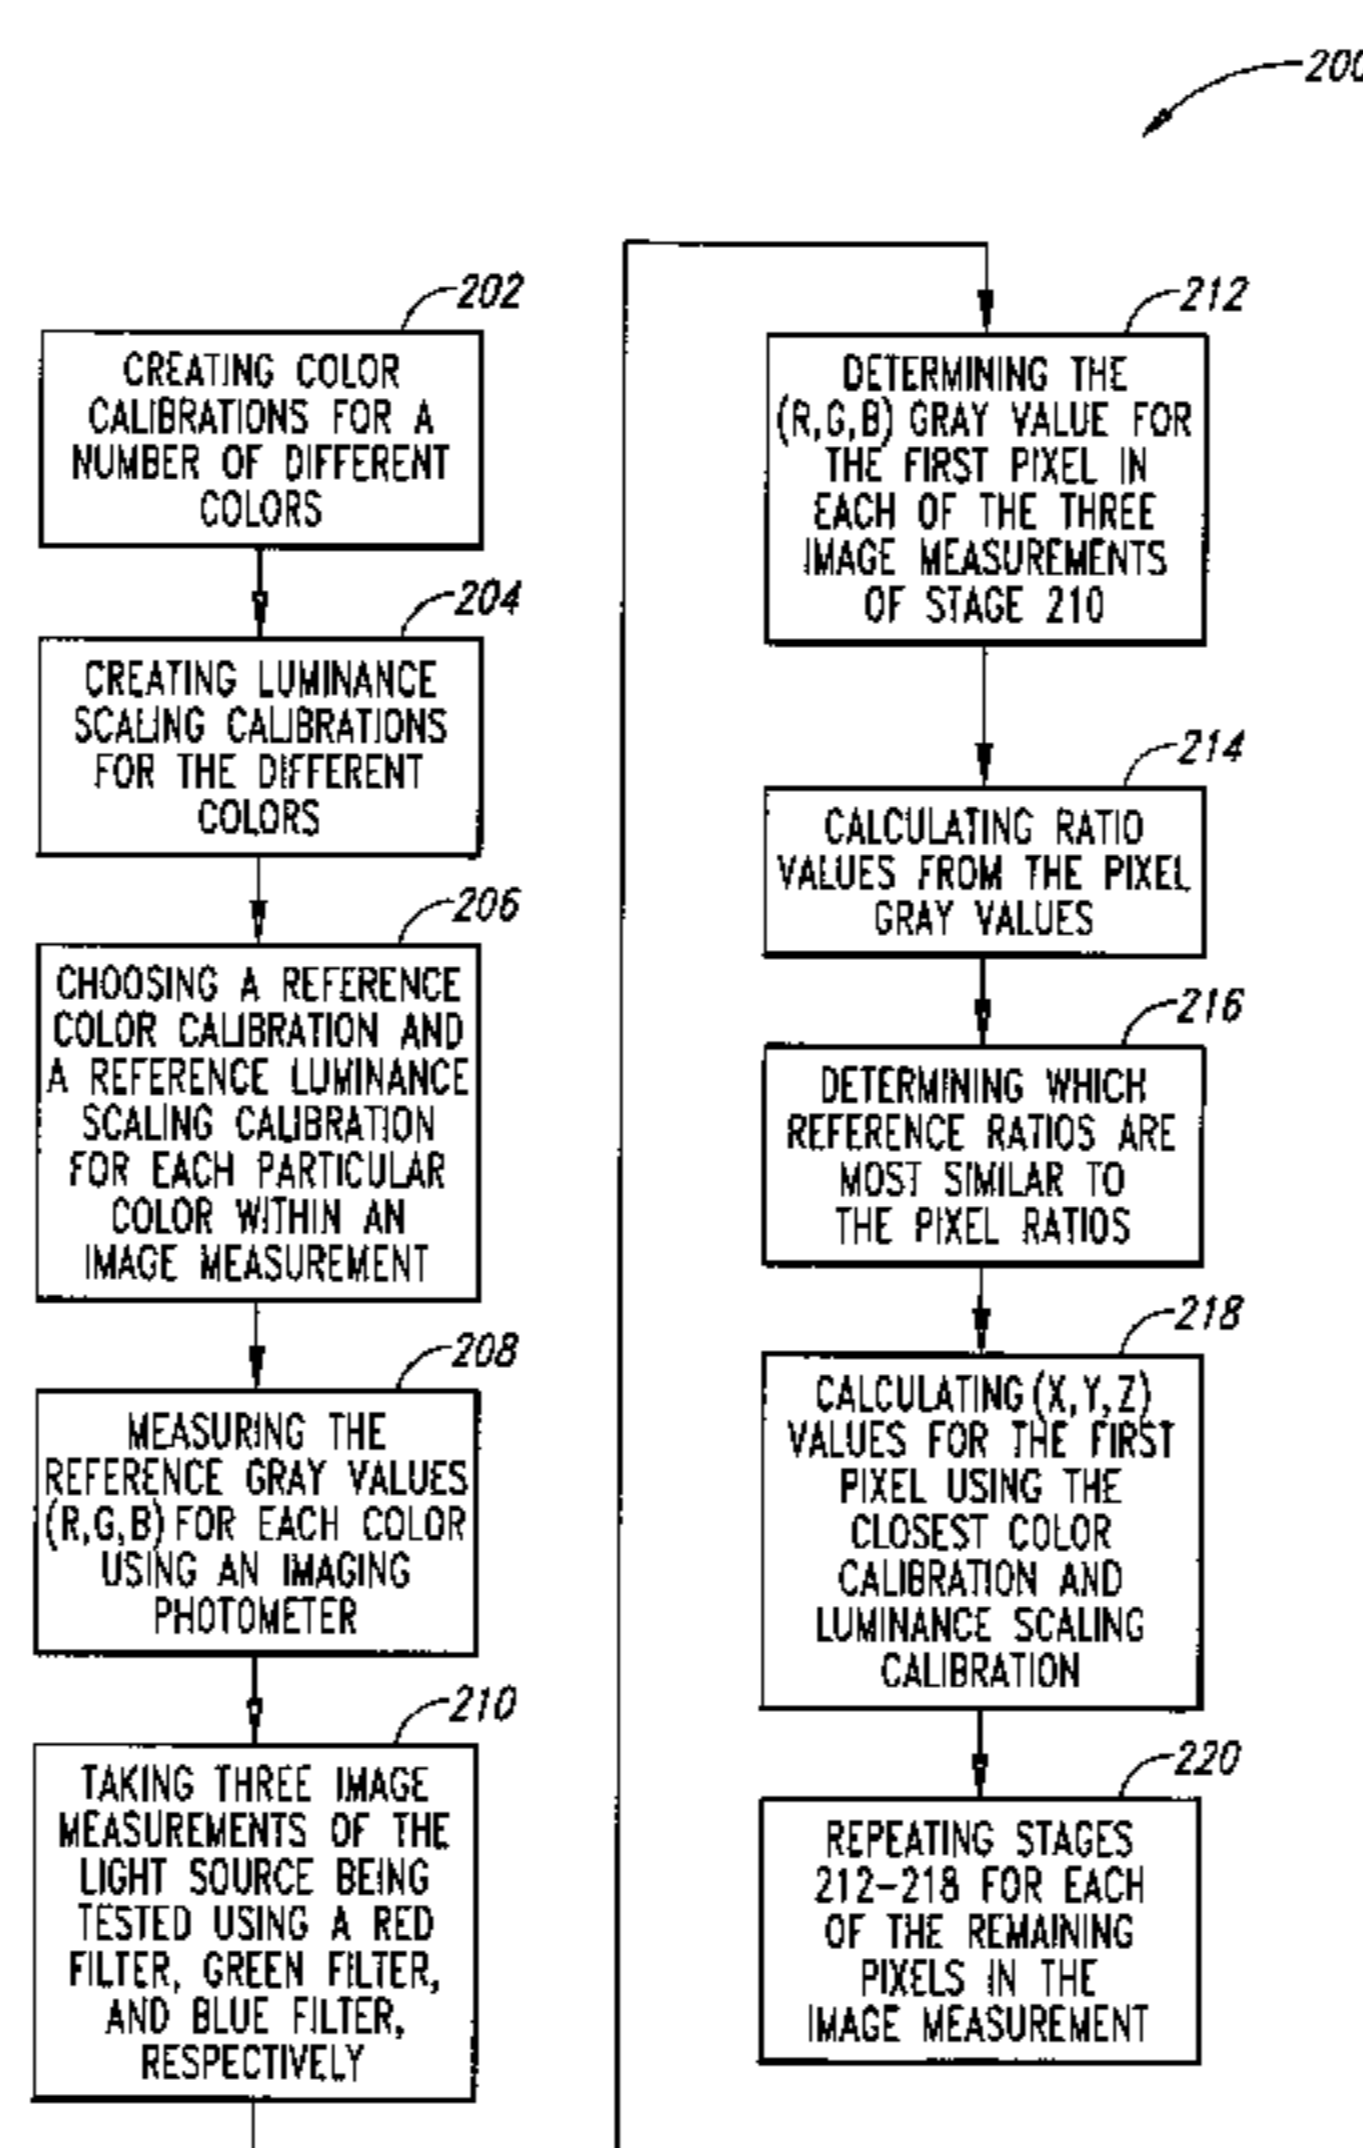 200
202
CREATING COLOR
CALIBRATIONS FOR A
NUMBER OF DIFFERENT
COLORS
204
CREATING LUMINANCE
SCALING CALIBRATIONS
FOR THE DIFFERENT
COLORS
206
CHOOSING A REFERENCE
COLOR CALIBRATION AND
A REFERENCE LUMINANCE
SCALING CALIBRATION
FOR EACH PARTICULAR
COLOR WITHIN AN
IMAGE MEASUREMENT
208
MEASURING THE
REFERENCE GRAY VALUES
(R,G,B) FOR EACH COLOR
USING AN IMAGING
PHOTOMETER
210
TAKING THREE IMAGE
MEASUREMENTS OF THE
LIGHT SOURCE BEING
TESTED USING A RED
FILTER, GREEN FILTER,
AND BLUE FILTER,
RESPECTIVELY
212
DETERMINING THE
(R,G,B) GRAY VALUE FOR
THE FIRST PIXEL IN
EACH OF THE THREE
IMAGE MEASUREMENTS
OF STAGE 210
214
CALCULATING RATIO
VALUES FROM THE PIXEL
GRAY VALUES
216
DETERMINING WHICH
REFERENCE RATIOS ARE
MOST SIMILAR TO
THE PIXEL RATIOS
218
CALCULATING (X,Y,Z)
VALUES FOR THE FIRST
PIXEL USING THE
CLOSEST COLOR
CALIBRATION AND
LUMINANCE SCALING
CALIBRATION
220
REPEATING STAGES
212-218 FOR EACH
OF THE REMAINING
PIXELS IN THE
IMAGE MEASUREMENT